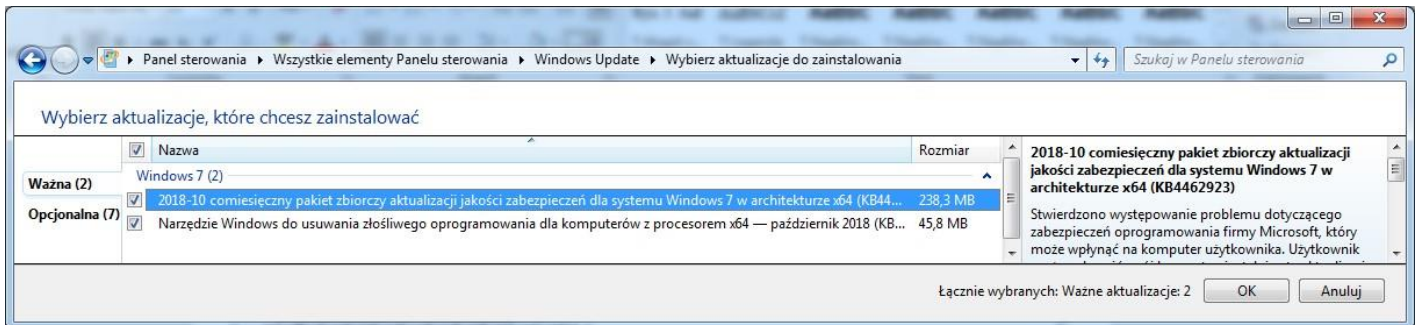 Panel sterowania ▸ Wszystkie elementy Panelu sterowania ▸ Windows Update ▸ Wybierz aktualizacje do zainstalowania
Szukaj w Panelu sterowania
Wybierz aktualizacje, które chcesz zainstalować
Nazwa Rozmiar
Ważna (2)
Opcjonalna (7)
Windows 7 (2)
2018-10 comiesięczny pakiet zbiorczy aktualizacji jakości zabezpieczeń dla systemu Windows 7 w architekturze x64 (KB44... 238,3 MB
Narzędzie Windows do usuwania złośliwego oprogramowania dla komputerów z procesorem x64 — październik 2018 (KB... 45,8 MB
2018-10 comiesięczny pakiet zbiorczy aktualizacji
jakości zabezpieczeń dla systemu Windows 7 w
architekturze x64 (KB4462923)
Stwierdzono występowanie problemu dotyczącego
zabezpieczeń oprogramowania firmy Microsoft, który
może wpłynąć na komputer użytkownika. Użytkownik
Łącznie wybranych: Ważne aktualizacje: 2
OK
Anuluj